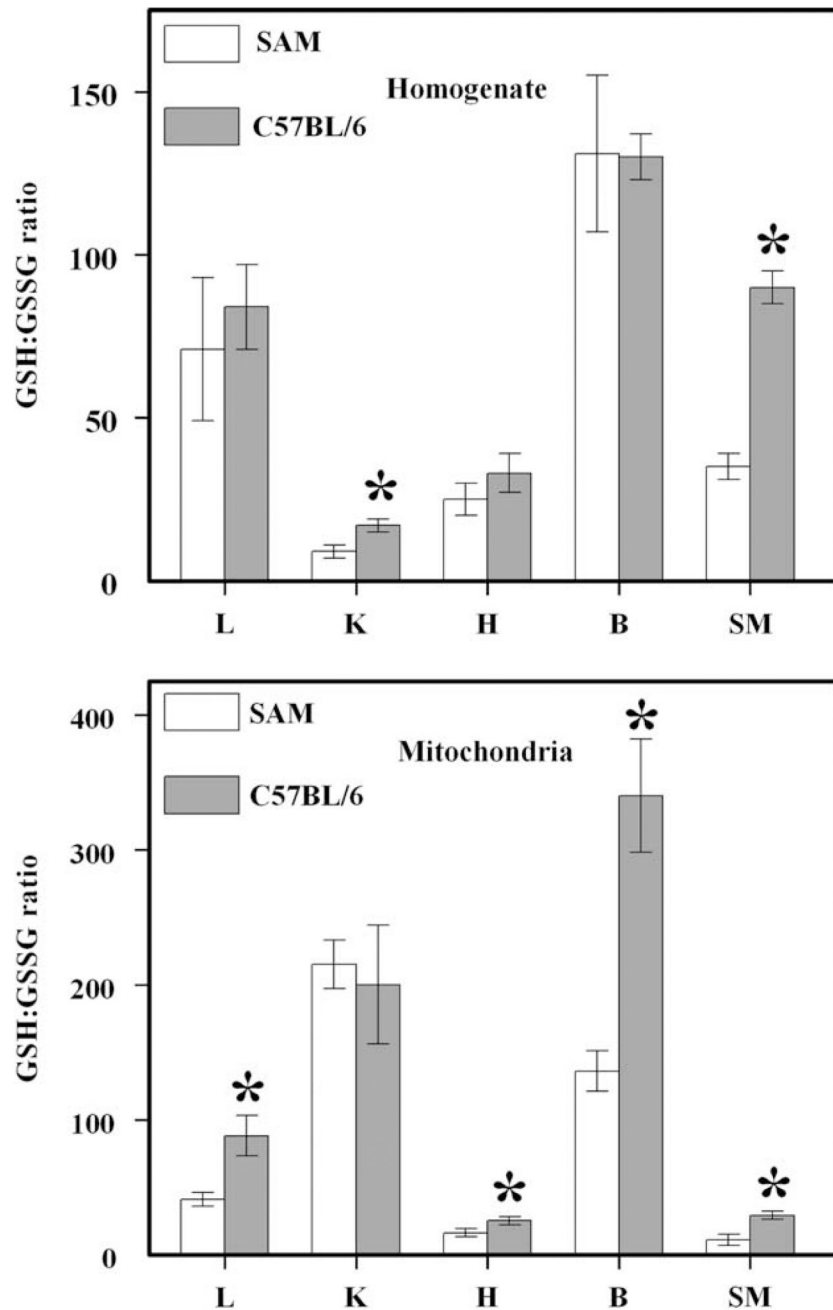 SAM
Homogenate
C57BL/6
*
*
GSH:GSSG ratio
150
100
50
0
L K H B SM
SAM
Mitochondria
C57BL/6
*
*
*
*
GSH:GSSG ratio
400
300
200
100
0
L K H B SM